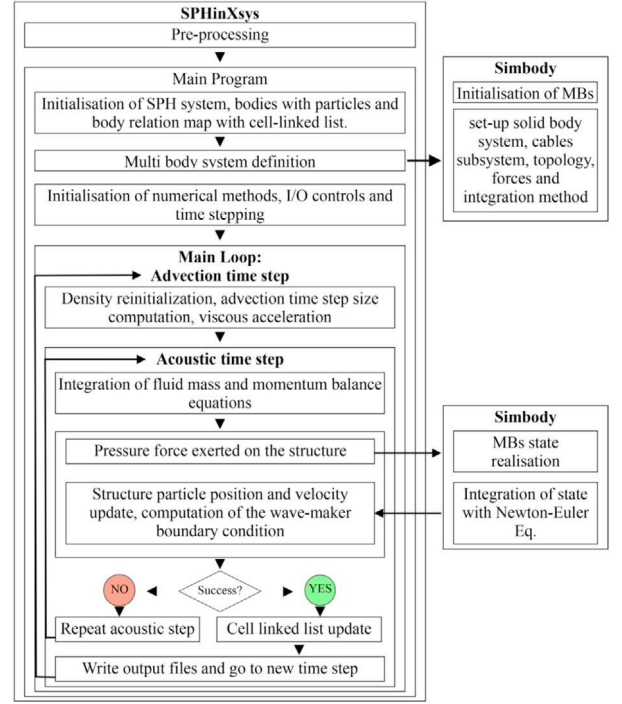 SPHinXsys
Pre-processing
Main Program
Initialisation of SPH system, bodies with particles and
body relation map with cell-linked list.
Multi body system definition
Initialisation of numerical methods, I/O controls and
time stepping
Main Loop:
Advection time step
Density reinitialization, advection time step size
computation, viscous acceleration
Acoustic time step
Integration of fluid mass and momentum balance
equations
Pressure force exerted on the structure
Structure particle position and velocity
update, computation of the wave-maker
boundary condition
Success?
NO
YES
Repeat acoustic step
Cell linked list update
Write output files and go to new time step
Simbody
Initialisation of MBs
set-up solid body
system, cables
subsystem, topology,
forces and
integration method
Simbody
MBs state
realisation
Integration of state
with Newton-Euler
Eq.